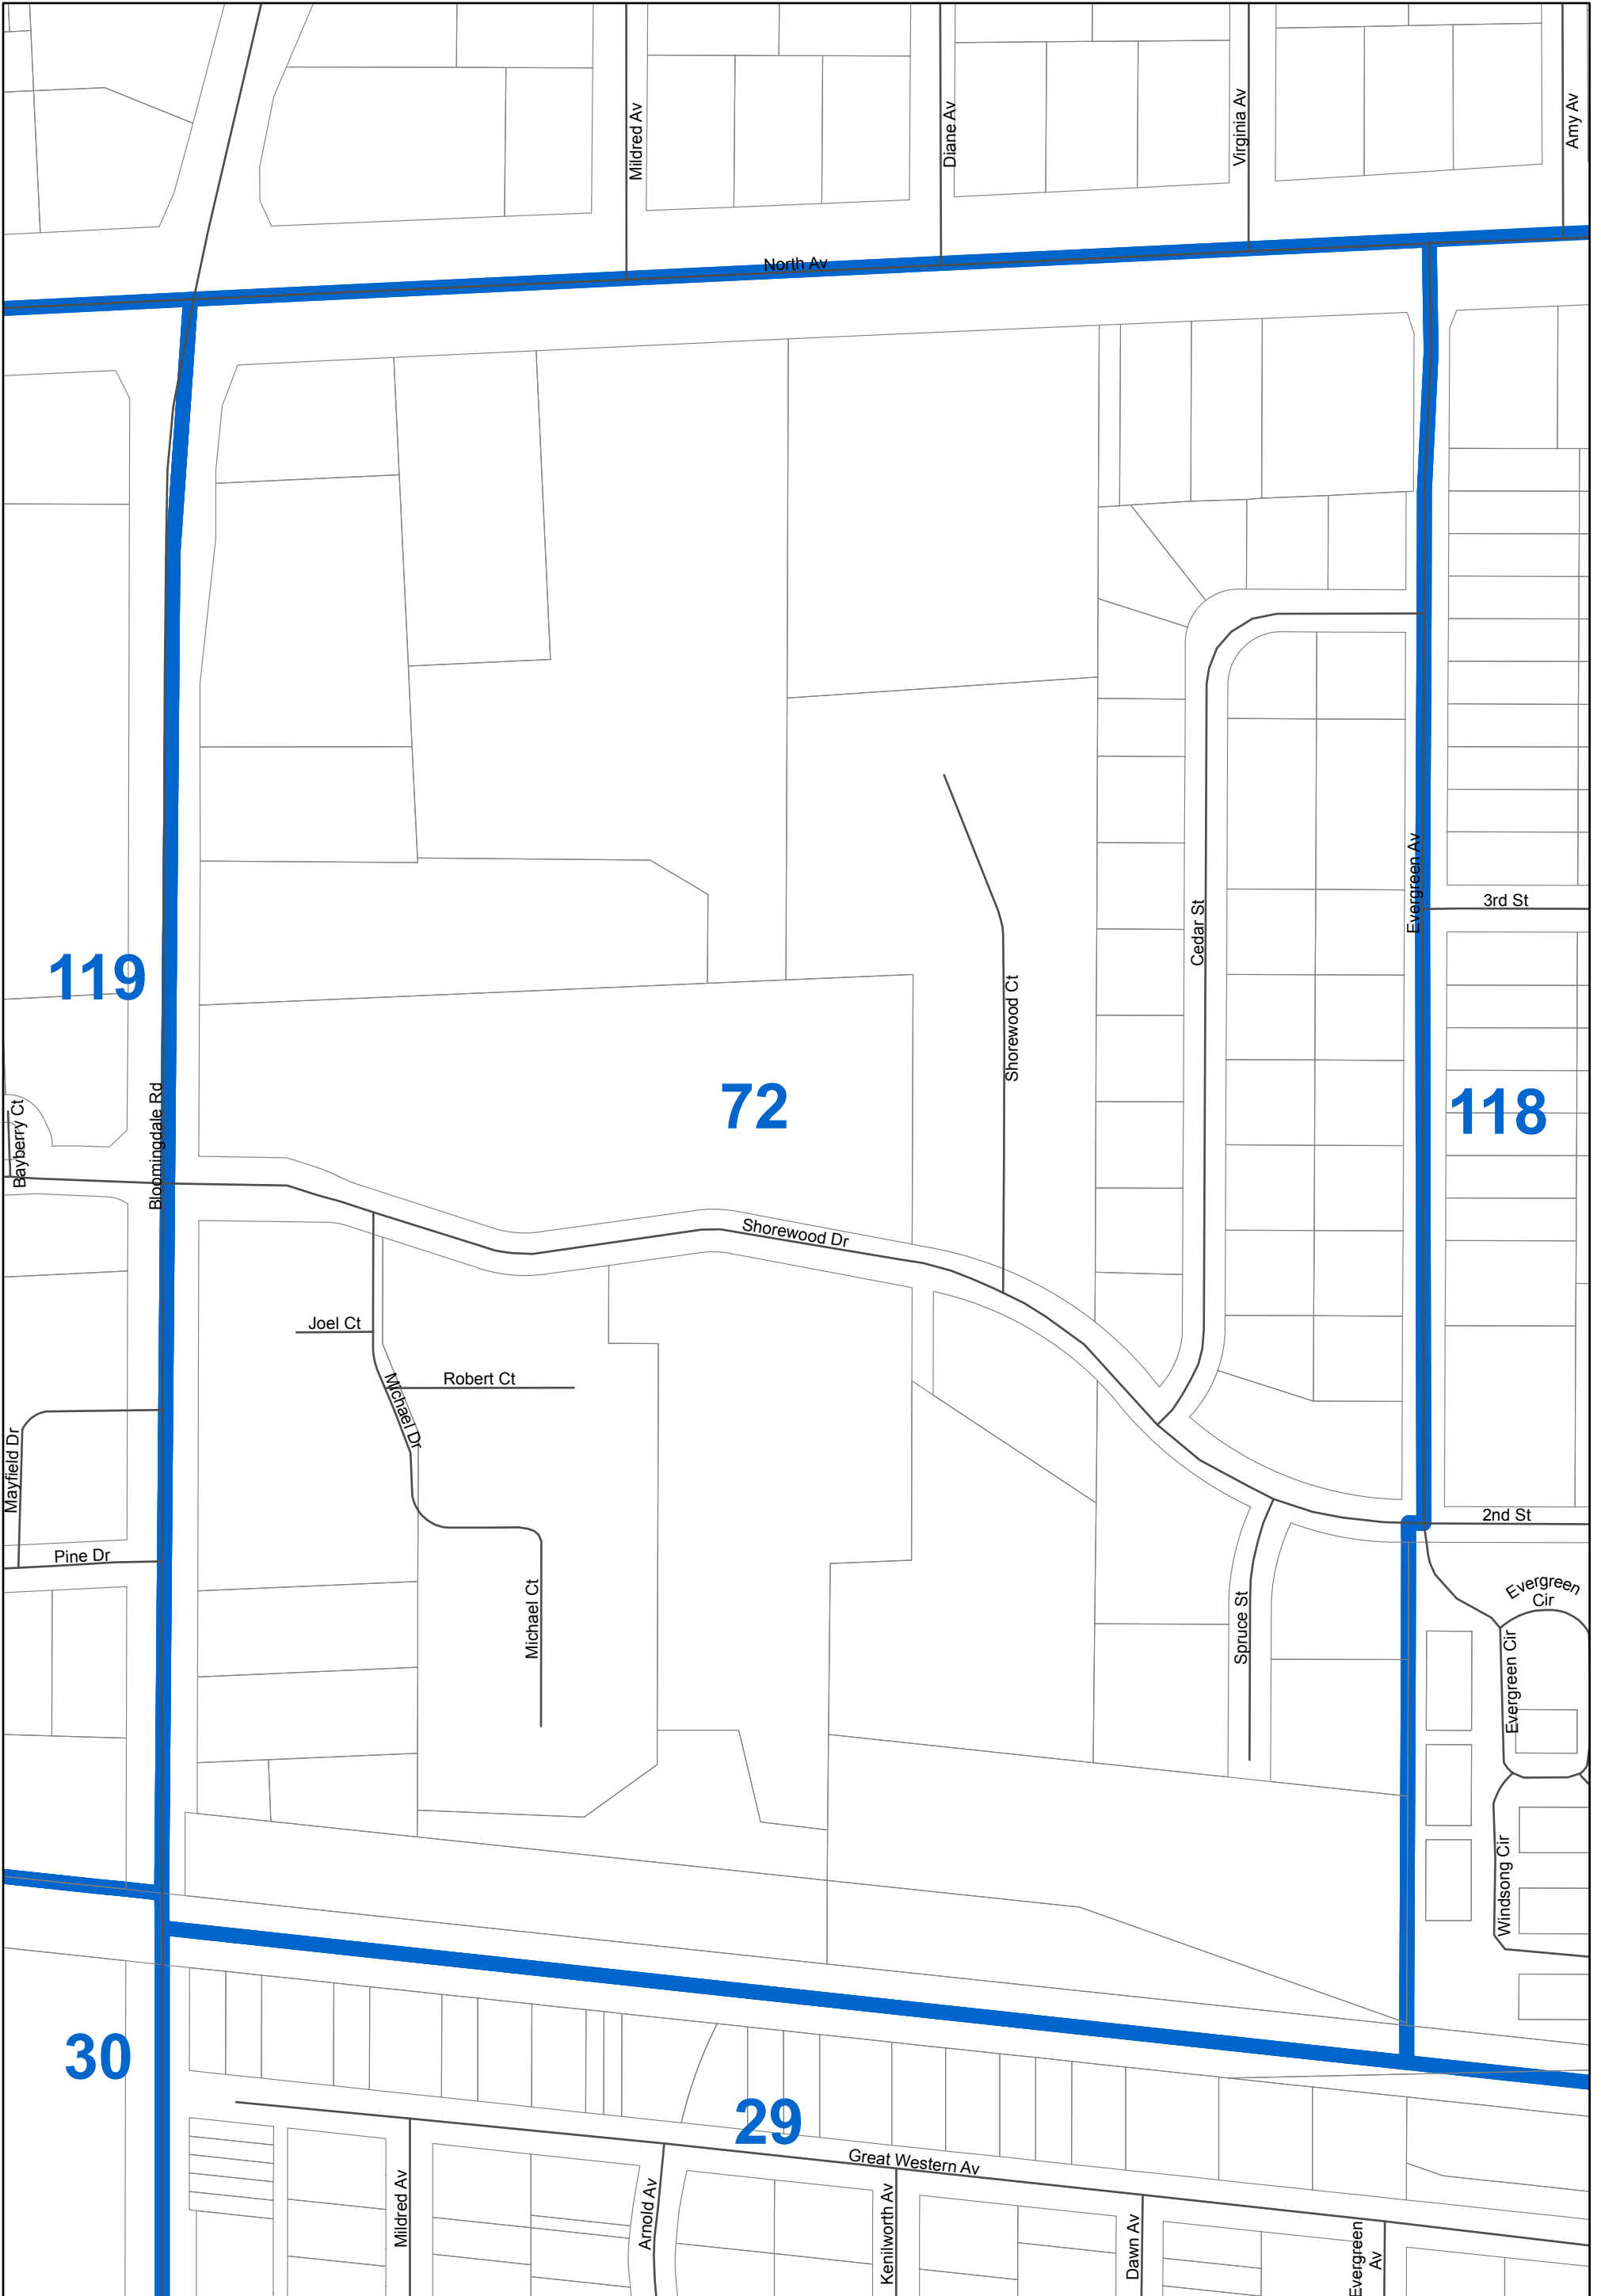 Mildred Av
Diane Av
Virginia Av
Amy Av
North Av
Evergreen Av
3rd St
Cedar St
119
Shorewood Ct
72
118
Bloomingdale Rd
Bayberry Ct
Shorewood Dr
Joel Ct
Robert Ct
Michael Dr
Mayfield Dr
2nd St
Pine Dr
Evergreen
Cir
Michael Ct
Spruce St
Evergreen Cir
Windsong Cir
30
29
Great Western Av
Mildred Av
Arnold Av
Kenilworth Av
Dawn Av
Evergreen
Av